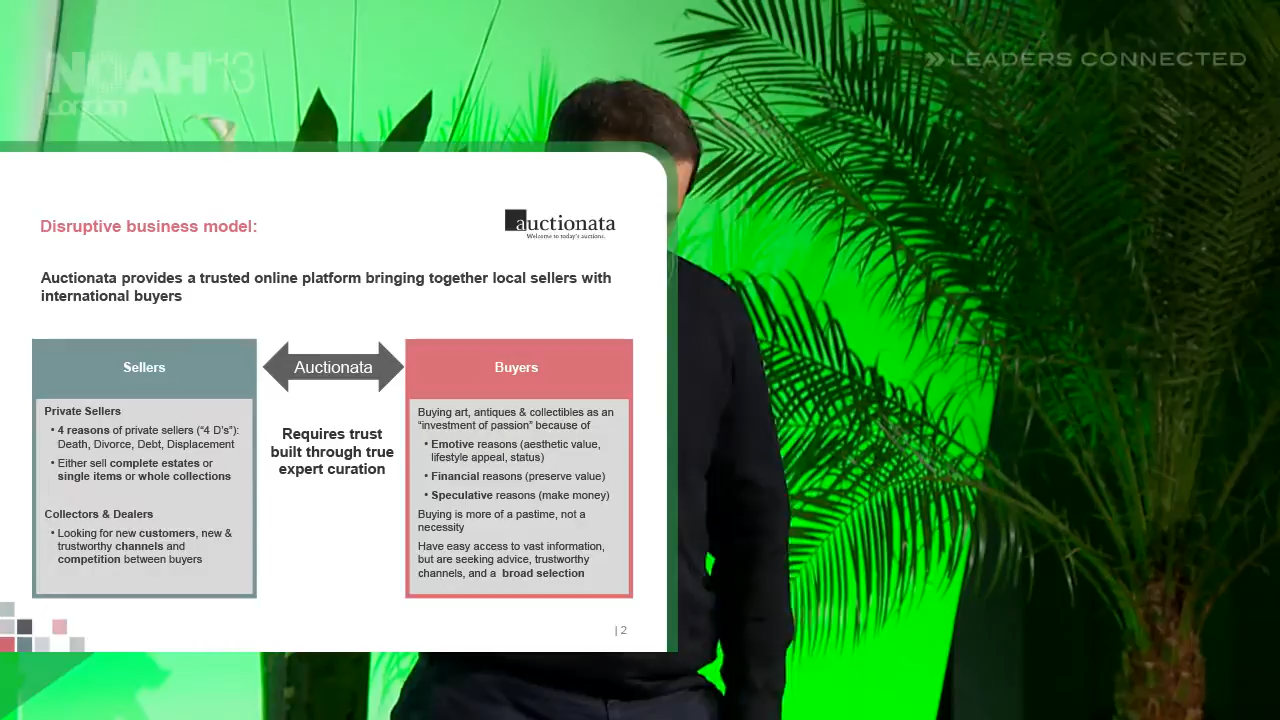 NOAH'13
London
LEADERS CONNECTED
Disruptive business model:
auctionata
Welcome to today's auctions.
Auctionata provides a trusted online platform bringing together local sellers with
international buyers
Sellers
Auctionata
Buyers
Private Sellers
• 4 reasons of private sellers (“4 D’s”):
Death, Divorce, Debt, Displacement
• Either sell complete estates or
single items or whole collections
Collectors & Dealers
• Looking for new customers, new &
trustworthy channels and
competition between buyers
Requires trust
built through true
expert curation
Buying art, antiques & collectibles as an
“investment of passion” because of
• Emotive reasons (aesthetic value,
lifestyle appeal, status)
• Financial reasons (preserve value)
• Speculative reasons (make money)
Buying is more of a pastime, not a
necessity
Have easy access to vast information,
but are seeking advice, trustworthy
channels, and a broad selection
| 2